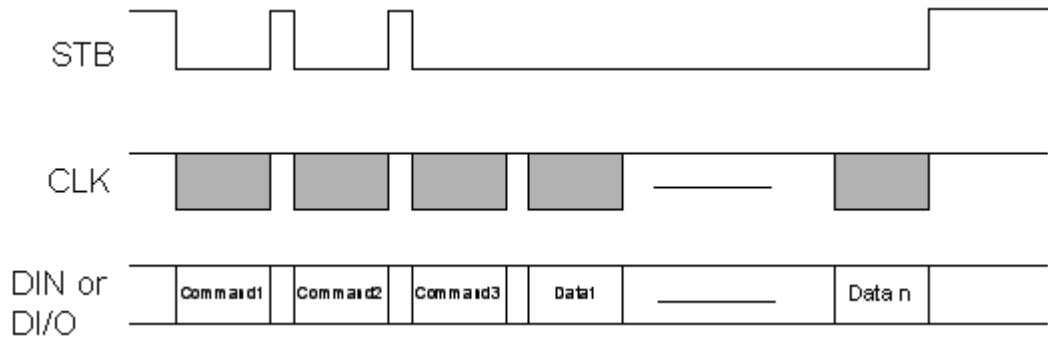 STB
CLK
DIN or
DI/O
Command1
Command2
Command3
Data1
Data n